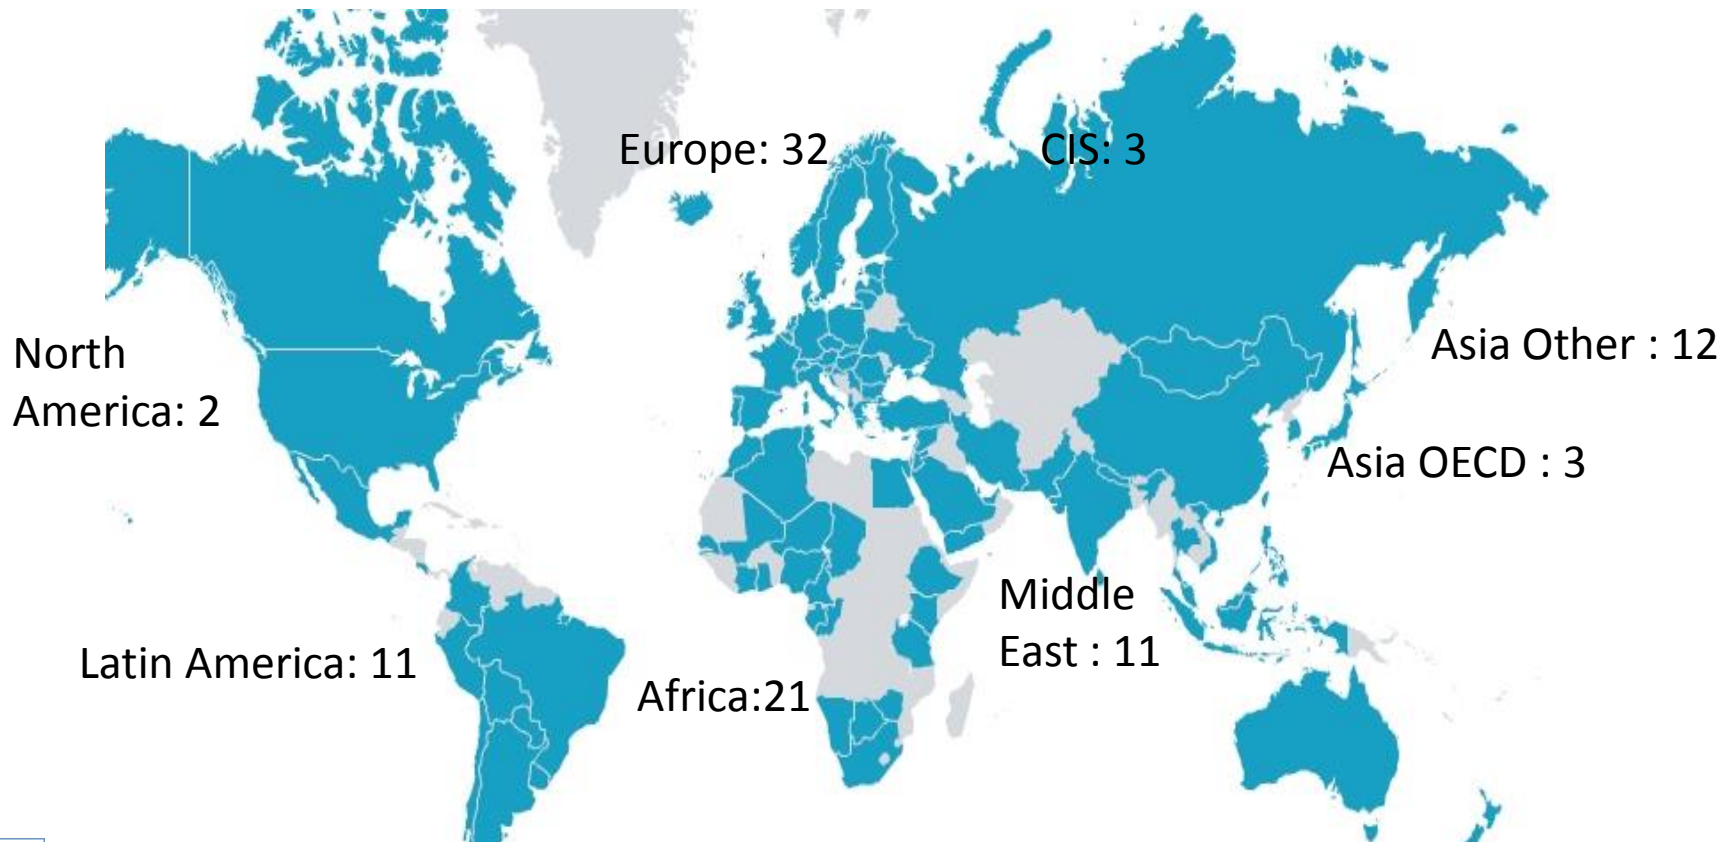 Europe: 32
CIS: 3
North
America: 2
Asia Other : 12
Asia OECD : 3
Middle
East : 11
Latin America: 11
Africa:21